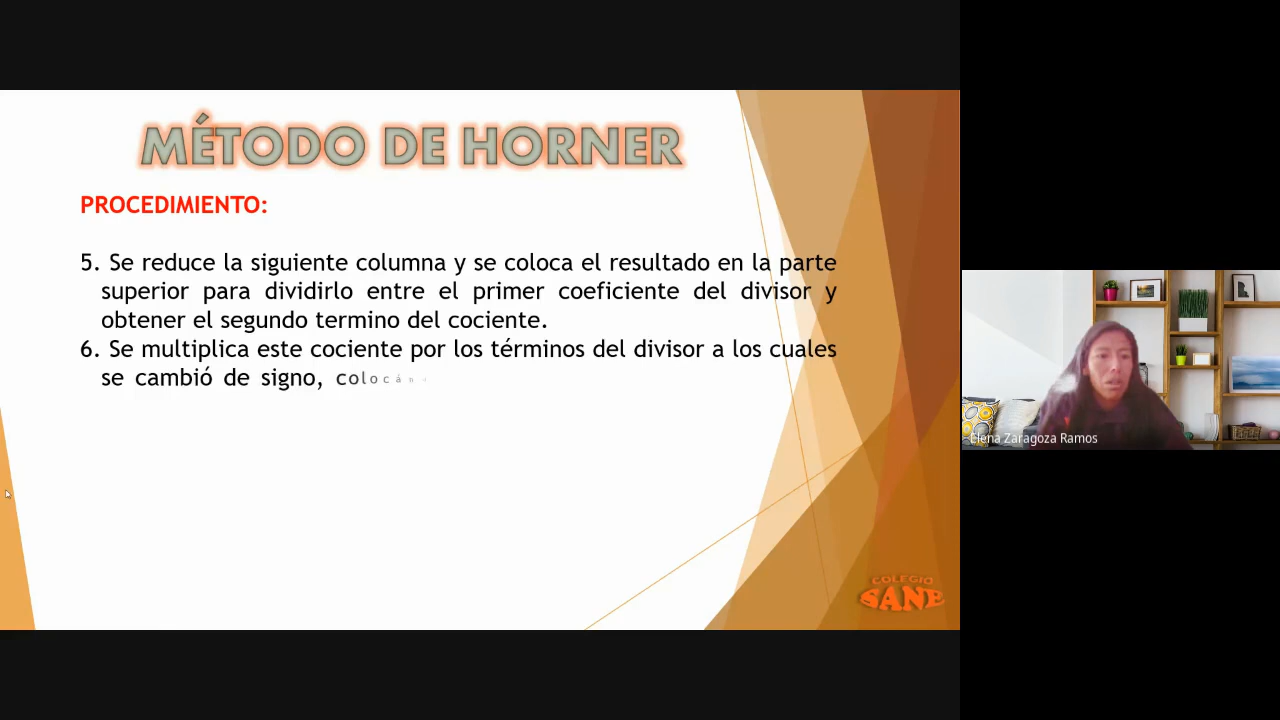 MÉTODO DE HORNER
PROCEDIMIENTO:
5. Se reduce la siguiente columna y se coloca el resultado en la parte
superior para dividirlo entre el primer coeficiente del divisor y
obtener el segundo termino del cociente.
6. Se multiplica este cociente por los términos del divisor a los cuales
se cambió de signo, colocán
COLEGIO
SANE
Elena Zaragoza Ramos